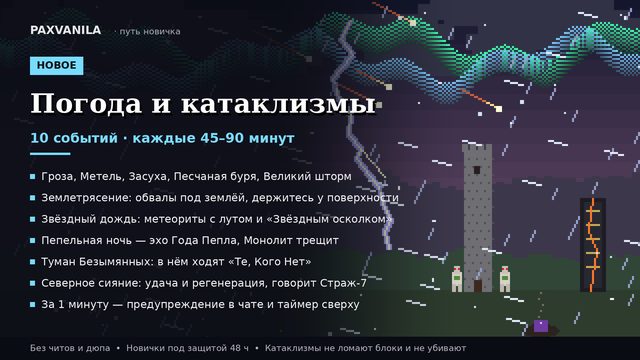 PAXVANILA · путь новичка
НОВОЕ
Погода и катаклизмы
10 событий · каждые 45–90 минут
Гроза, Метель, Засуха, Песчаная буря, Великий шторм
Землетрясение: обвалы под землёй, держитесь у поверхности
Звёздный дождь: метеориты с лутом и «Звёздным осколком»
Пепельная ночь — эхо Года Пепла, Монолит трещит
Туман Безымянных: в нём ходят «Те, Кого Нет»
Северное сияние: удача и регенерация, говорит Страж-7
За 1 минуту — предупреждение в чате и таймер сверху
Без читов и дюпа • Новички под защитой 48 ч • Катаклизмы не ломают блоки и не убивают